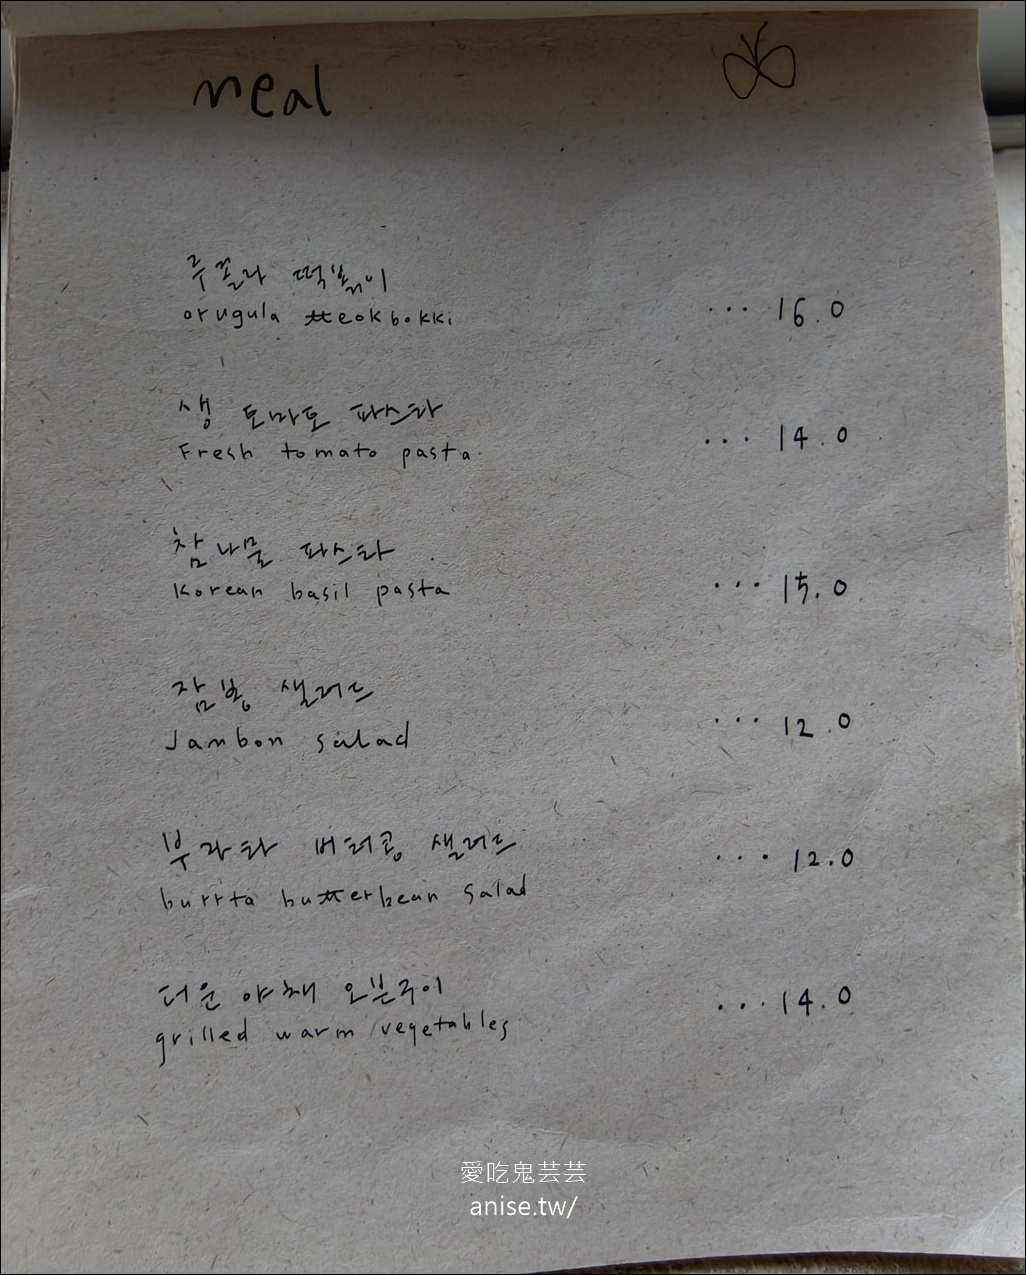 meal
루꼴라 떡볶이
arugula tteokbokki
... 16.0
생 토마토 파스타
Fresh tomato pasta
... 14.0
참나물 파스타
Korean basil pasta
... 15.0
잠봉 샐러드
Jambon salad
... 12.0
부라타 버터콩 샐러드
burrta butterbean salad
... 12.0
더운 야채 오븐구이
grilled warm vegetables
... 14.0
愛吃鬼芸芸
anise.tw/